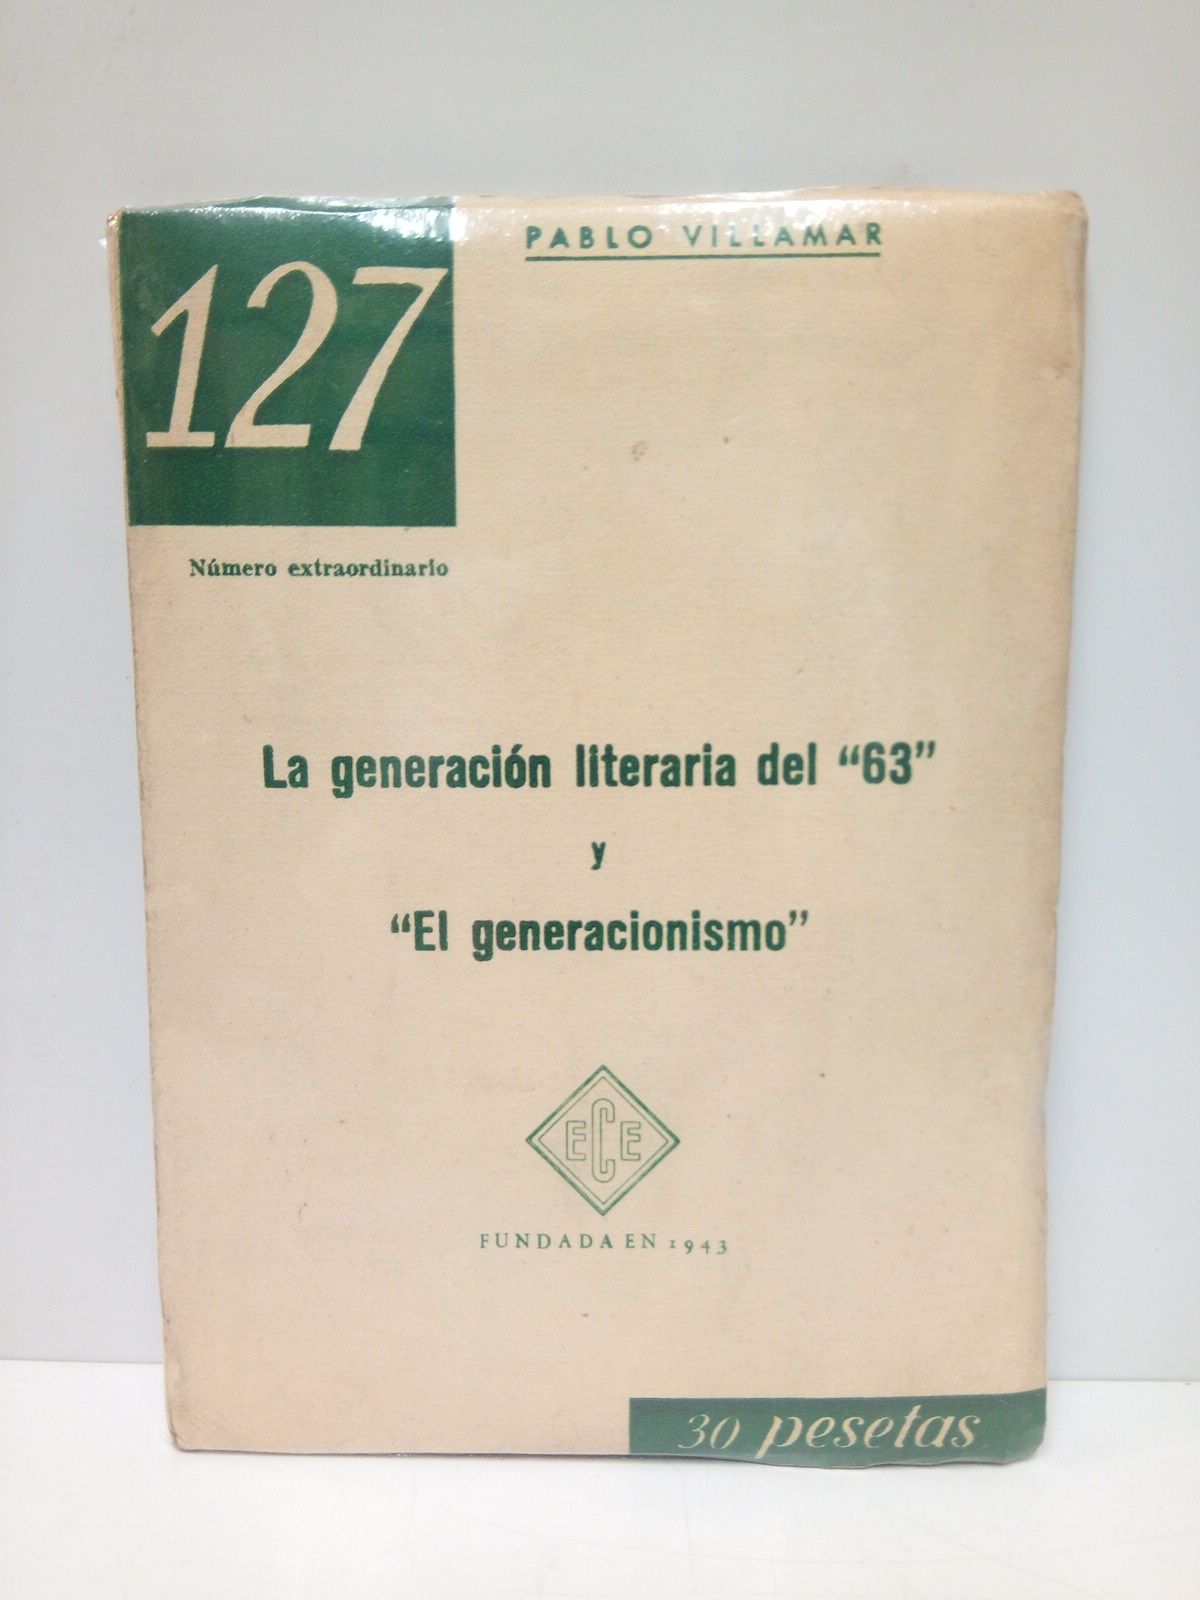 127
PABLO VILLAMAR
Número extraordinario
La generación literaria del “63”
y
“El generacionismo”
ECE
FUNDADA EN 1943
30 pesetas